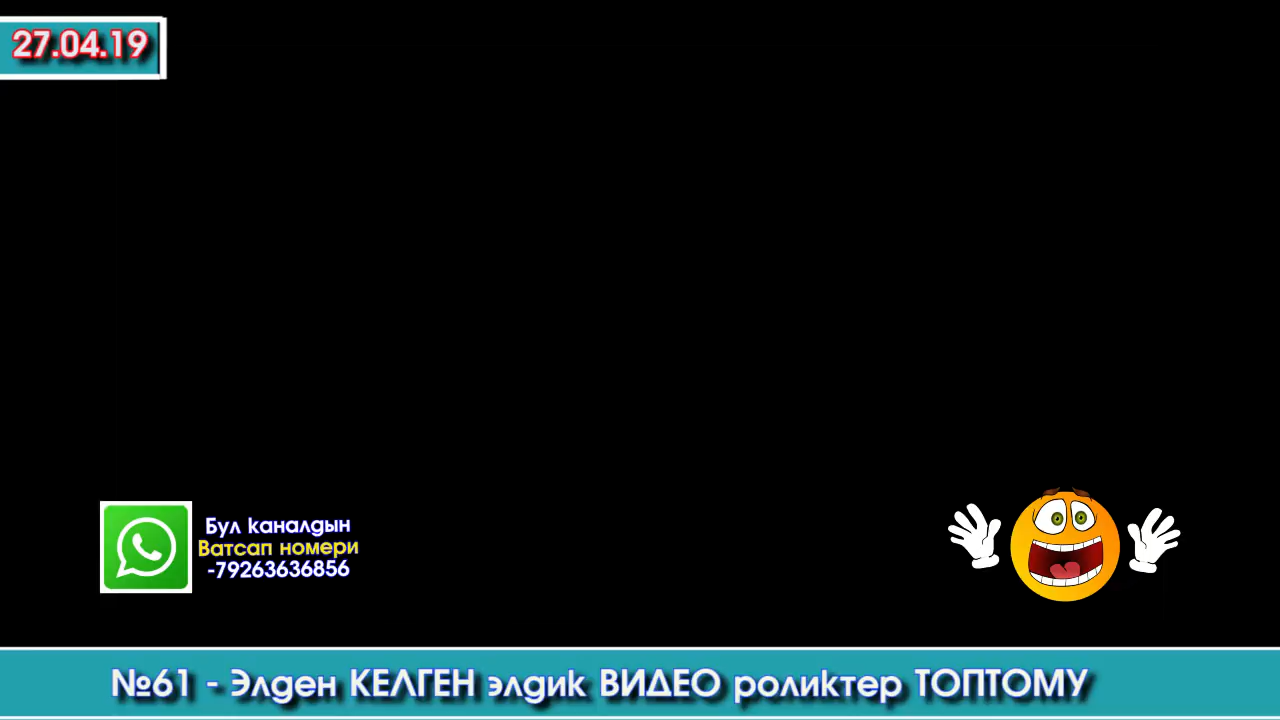 27.04.19
Бул каналдын
Ватсап номери
-79263636856
№61 - Элден КЕЛГЕН элдик ВИДЕО роликтер ТОПТОМУ